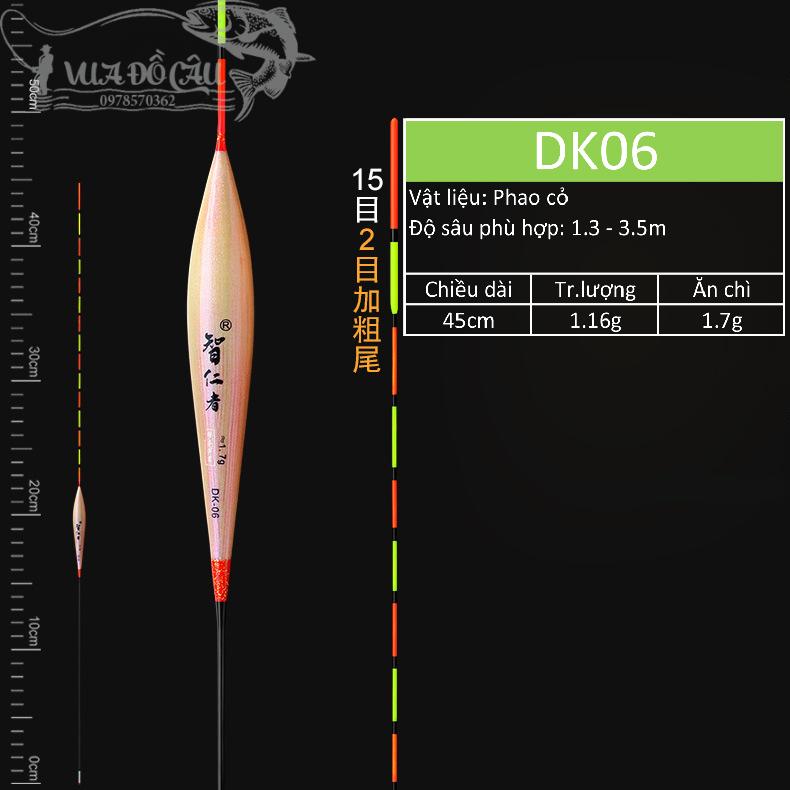 VUA ĐỒ CÂU
0978570362
50cm
40cm
30cm
20cm
10cm
0cm
15
目
2
目
加
粗
尾
DK06
Vật liệu: Phao cỏ
Độ sâu phù hợp: 1.3 - 3.5m
Chiều dài Tr.lượng Ăn chì
45cm 1.16g 1.7g
®
智
仁
者
1.7g
DK-06